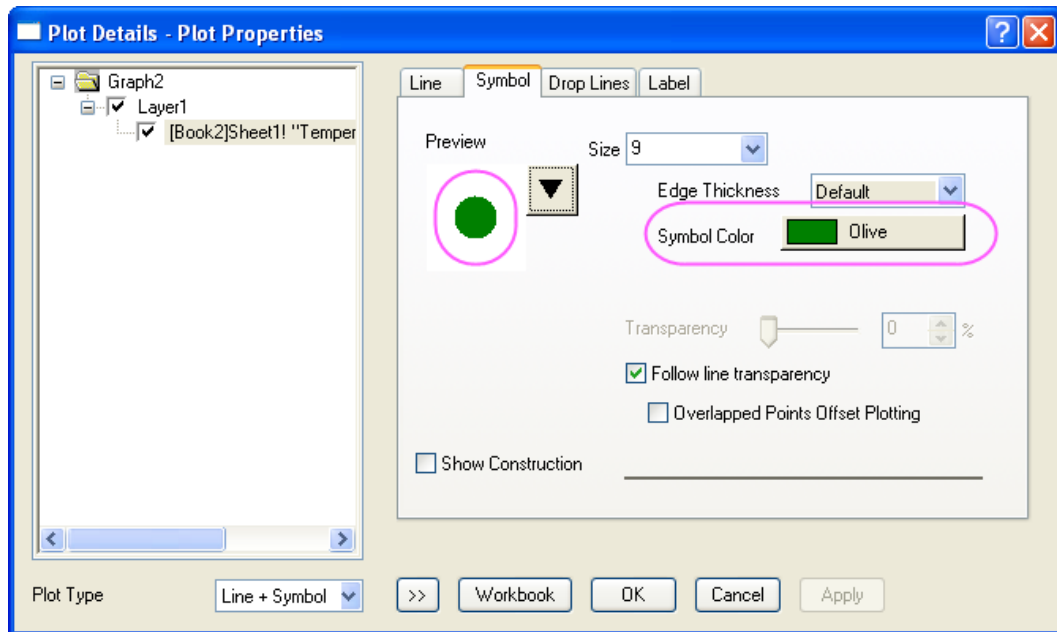 Plot Details - Plot Properties
Graph2
Layer1
[Book2]Sheet1! "Temper
Line
Symbol
Drop Lines
Label
Preview
Size 9
Edge Thickness Default
Symbol Color Olive
Transparency 0 %
Follow line transparency
Overlapped Points Offset Plotting
Show Construction
Plot Type Line + Symbol
>>
Workbook
OK
Cancel
Apply